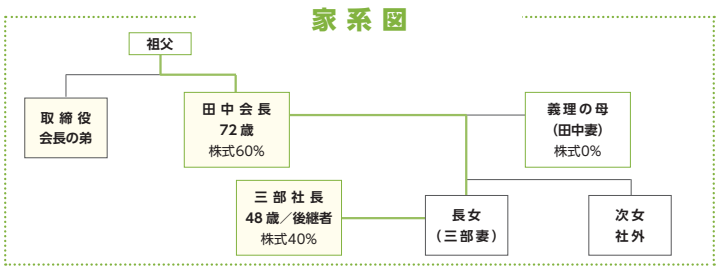 家系図
祖父
取締役
会長の弟
田中会長
72歳
株式60%
義理の母
（田中妻）
株式0%
三部社長
48歳／後継者
株式40%
長女
（三部妻）
次女
社外